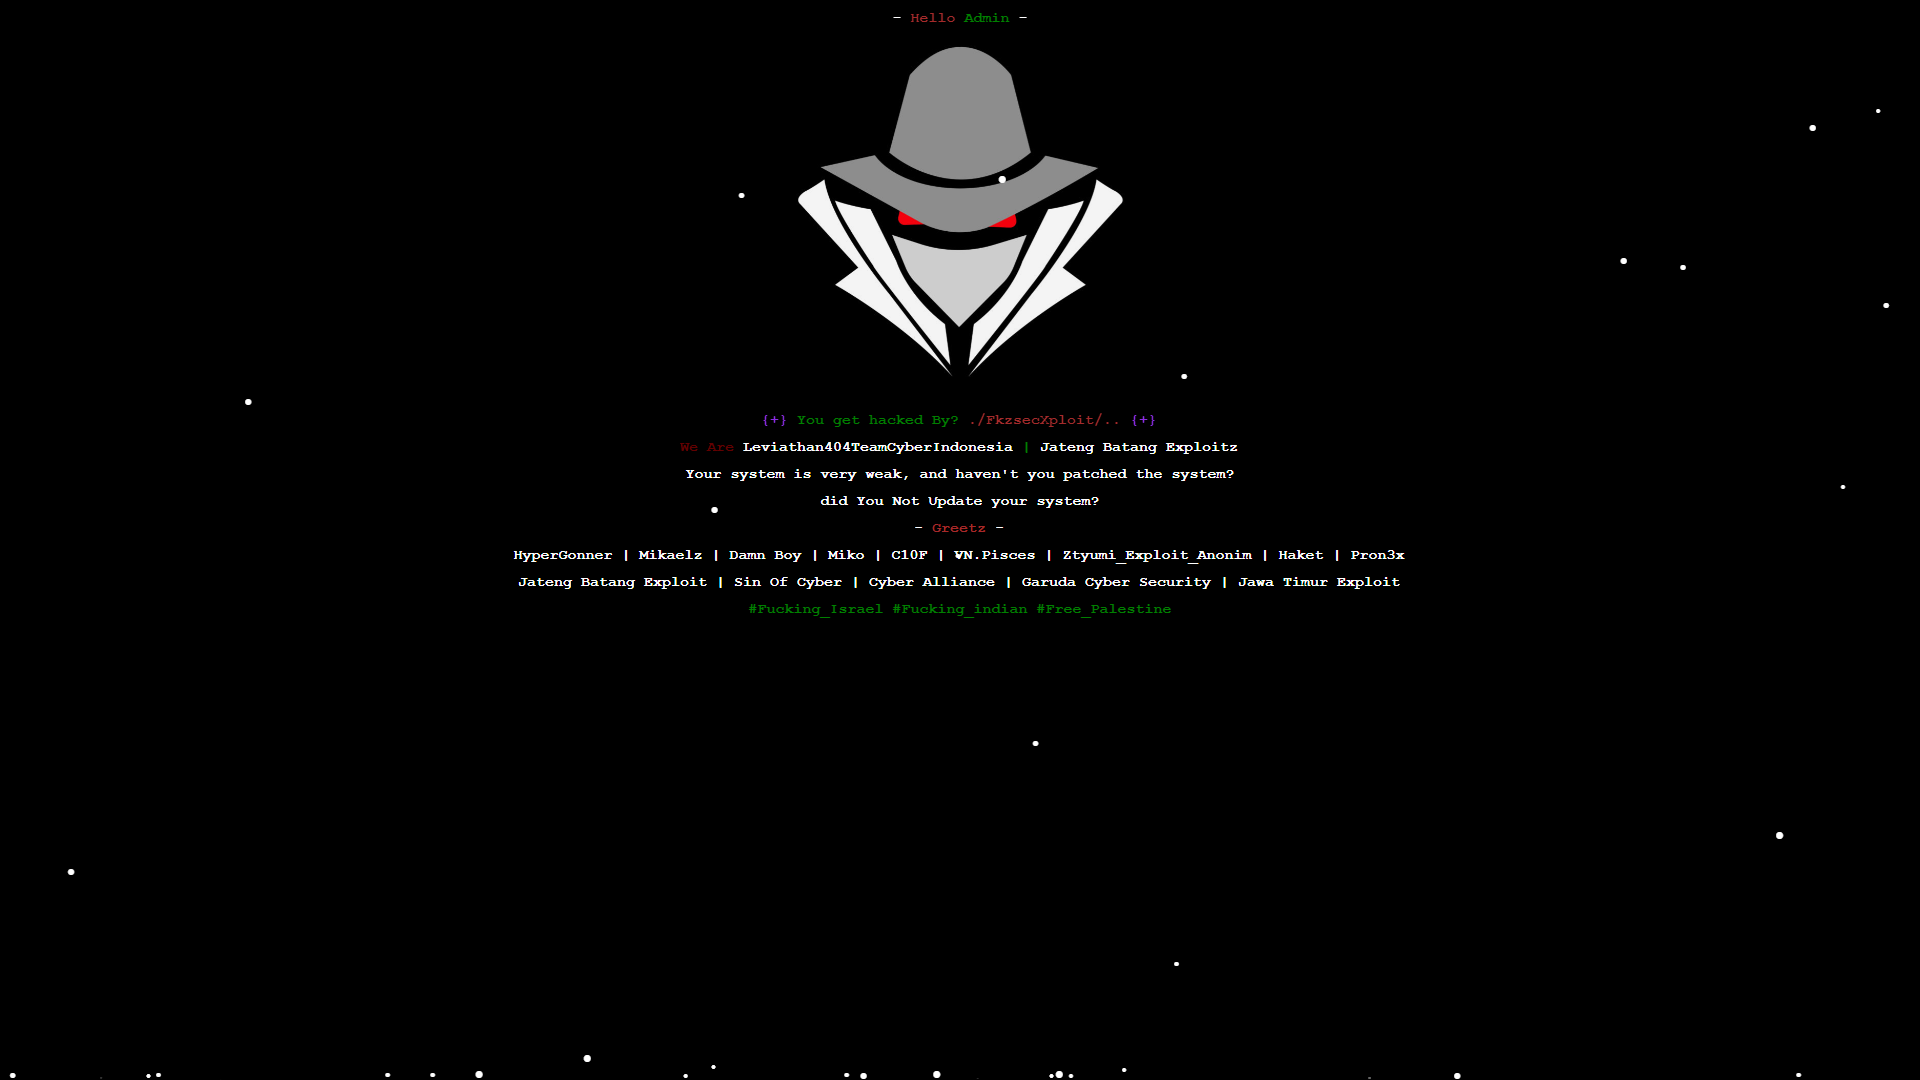 - Hello Admin -
{+} You get hacked By? ./FkzsecXploit/.. {+}
We Are Leviathan404TeamCyberIndonesia | Jateng Batang Exploitz
Your system is very weak, and haven't you patched the system?
did You Not Update your system?
- Greetz -
HyperGonner | Mikaelz | Damn Boy | Miko | C10F | VN.Pisces | Ztyumi_Exploit_Anonim | Haket | Pron3x
Jateng Batang Exploit | Sin Of Cyber | Cyber Alliance | Garuda Cyber Security | Jawa Timur Exploit
#Fucking_Israel #Fucking_indian #Free_Palestine